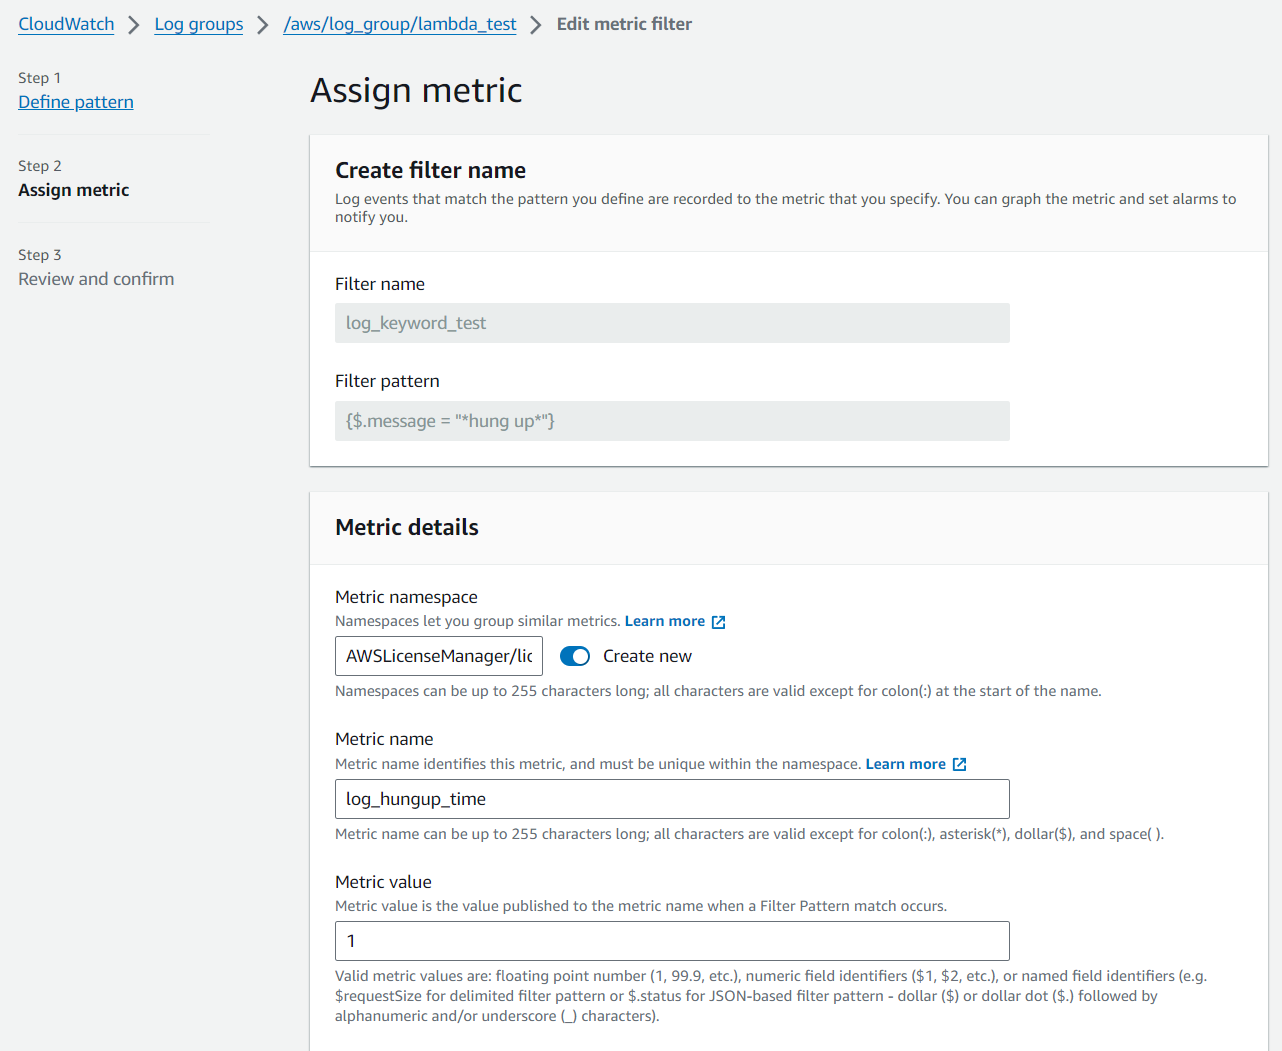 CloudWatch > Log groups > /aws/log_group/lambda_test > Edit metric filter
Step 1
Define pattern
Step 2
Assign metric
Step 3
Review and confirm
Assign metric
Create filter name
Log events that match the pattern you define are recorded to the metric that you specify. You can graph the metric and set alarms to
notify you.
Filter name
log_keyword_test
Filter pattern
{$.message = "*hung up*"}
Metric details
Metric namespace
Namespaces let you group similar metrics. Learn more
AWSLicenseManager/lic Create new
Namespaces can be up to 255 characters long; all characters are valid except for colon(:) at the start of the name.
Metric name
Metric name identifies this metric, and must be unique within the namespace. Learn more
log_hungup_time
Metric name can be up to 255 characters long; all characters are valid except for colon(:), asterisk(*), dollar($), and space( ).
Metric value
Metric value is the value published to the metric name when a Filter Pattern match occurs.
1
Valid metric values are: floating point number (1, 99.9, etc.), numeric field identifiers ($1, $2, etc.), or named field identifiers (e.g.
$requestSize for delimited filter pattern or $.status for JSON-based filter pattern - dollar ($) or dollar dot ($.) followed by
alphanumeric and/or underscore (_) characters).